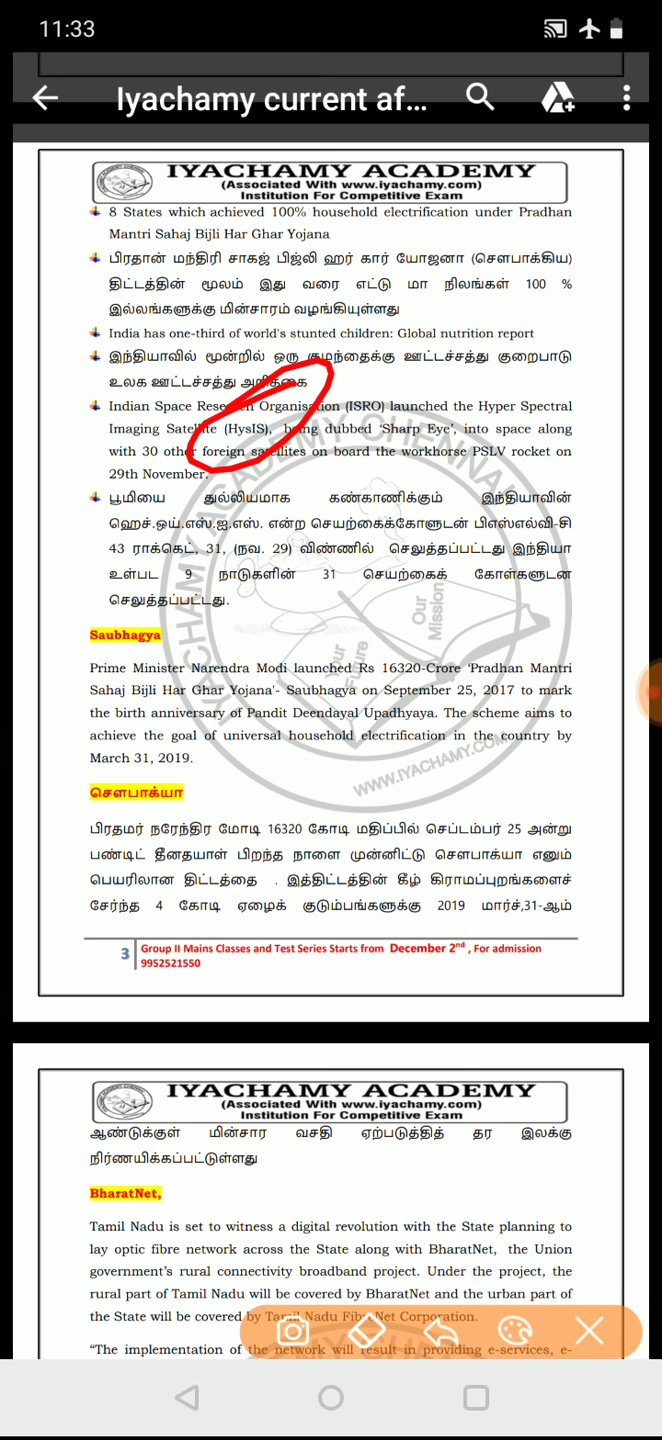 11:33
Iyachamy current af...
IYACHAMY ACADEMY
(Associated With www.iyachamy.com)
Institution For Competitive Exam
8 States which achieved 100% household electrification under Pradhan
Mantri Sahaj Bijli Har Ghar Yojana
பிரதான் மந்திரி சாகஜ் பிஜ்லி ஹர் கார் யோஜனா (சௌபாக்கிய)
திட்டத்தின் மூலம் இது வரை எட்டு மா நிலங்கள் 100 %
இல்லங்களுக்கு மின்சாரம் வழங்கியுள்ளது
India has one-third of world's stunted children: Global nutrition report
இந்தியாவில் மூன்றில் ஒரு குழந்தைக்கு ஊட்டச்சத்து குறைபாடு
உலக ஊட்டச்சத்து அறிக்கை
Indian Space Research Organisation (ISRO) launched the Hyper Spectral
Imaging Satellite (HysIS), being dubbed ‘Sharp Eye’, into space along
with 30 other foreign satellites on board the workhorse PSLV rocket on
29th November.
பூமியை துல்லியமாக கண்காணிக்கும் இந்தியாவின்
ஹெச்.ஒய்.எஸ்.ஐ.எஸ். என்ற செயற்கைக்கோளுடன் பிஎஸ்எல்வி-சி
43 ராக்கெட், 31, (நவ. 29) விண்ணில் செலுத்தப்பட்டது இந்தியா
உள்பட 9 நாடுகளின் 31 செயற்கைக் கோள்களுடன
செலுத்தப்பட்டது.
Saubhagya
Prime Minister Narendra Modi launched Rs 16320-Crore ‘Pradhan Mantri
Sahaj Bijli Har Ghar Yojana'- Saubhagya on September 25, 2017 to mark
the birth anniversary of Pandit Deendayal Upadhyaya. The scheme aims to
achieve the goal of universal household electrification in the country by
March 31, 2019.
சௌபாக்யா
பிரதமர் நரேந்திர மோடி 16320 கோடி மதிப்பில் செப்டம்பர் 25 அன்று
பண்டிட் தீனதயாள் பிறந்த நாளை முன்னிட்டு சௌபாக்யா எனும்
பெயரிலான திட்டத்தை . இத்திட்டத்தின் கீழ் கிராமப்புறங்களைச்
சேர்ந்த 4 கோடி ஏழைக் குடும்பங்களுக்கு 2019 மார்ச்,31-ஆம்
IYACHAMY ACADEMY CHENNAI
Your Future
Our Mission
WWW.IYACHAMY.COM
3 Group II Mains Classes and Test Series Starts from December 2nd , For admission
9952521550
IYACHAMY ACADEMY
(Associated With www.iyachamy.com)
Institution For Competitive Exam
ஆண்டுக்குள் மின்சார வசதி ஏற்படுத்தித் தர இலக்கு
நிர்ணயிக்கப்பட்டுள்ளது
BharatNet,
Tamil Nadu is set to witness a digital revolution with the State planning to
lay optic fibre network across the State along with BharatNet, the Union
government’s rural connectivity broadband project. Under the project, the
rural part of Tamil Nadu will be covered by BharatNet and the urban part of
the State will be covered by Tamil Nadu FibreNet Corporation.
“The implementation of the network will result in providing e-services, e-